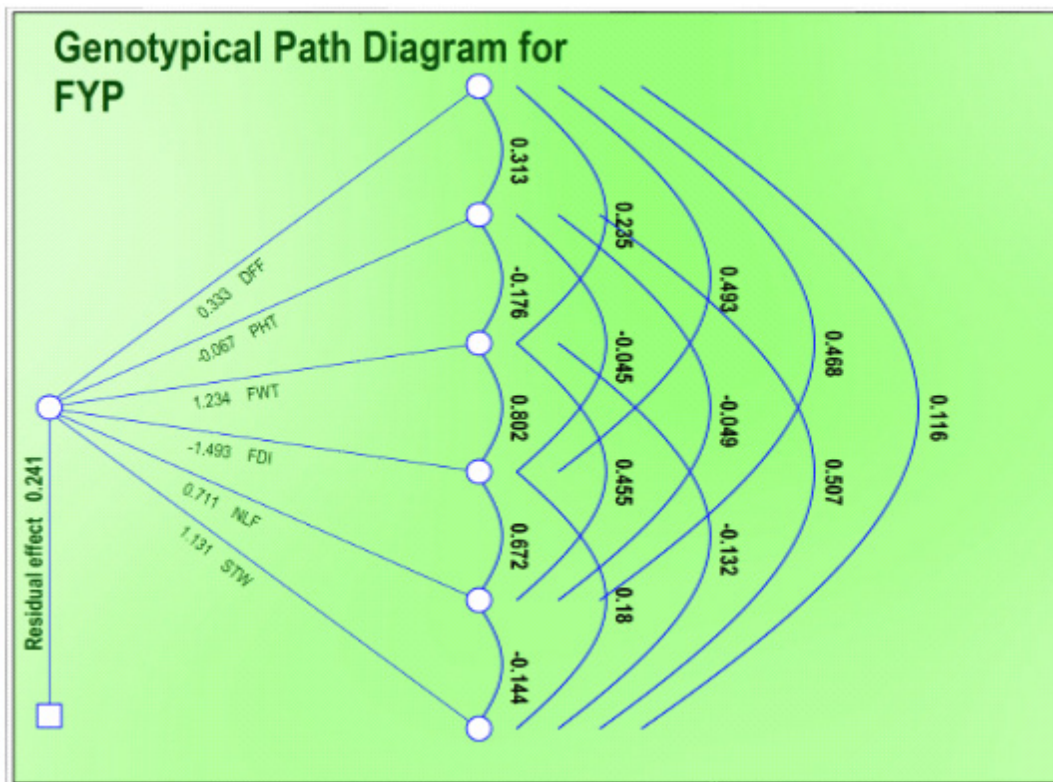 Genotypical Path Diagram for
FYP
0.313
0.235
-0.176
0.493
-0.045
0.468
0.802
-0.049
0.116
0.455
0.507
0.672
-0.132
0.18
-0.144
0.333 DFF
-0.067 PHT
1.234 FWT
-1.493 FDI
0.711 NLF
1.131 STW
Residual effect 0.241